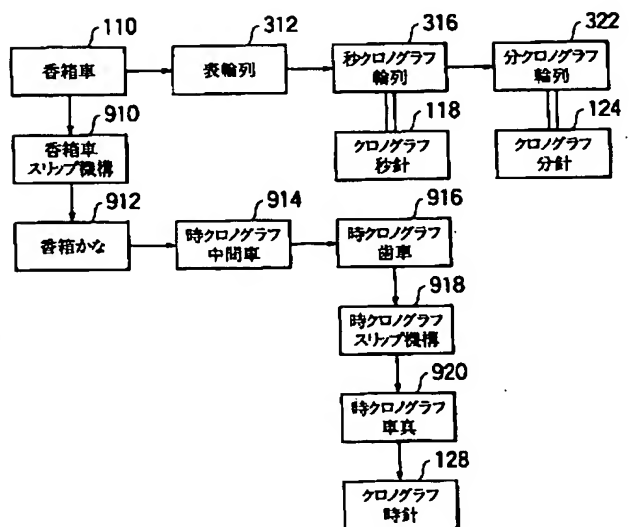 110
香箱車
312
表輪列
316
秒クロノグラフ
輪列
322
分クロノグラフ
輪列
910
香箱車
スリップ機構
118
クロノグラフ
秒針
124
クロノグラフ
分針
912
香箱かな
914
時クロノグラフ
中間車
916
時クロノグラフ
歯車
918
時クロノグラフ
スリップ機構
920
時クロノグラフ
車真
128
クロノグラフ
時針